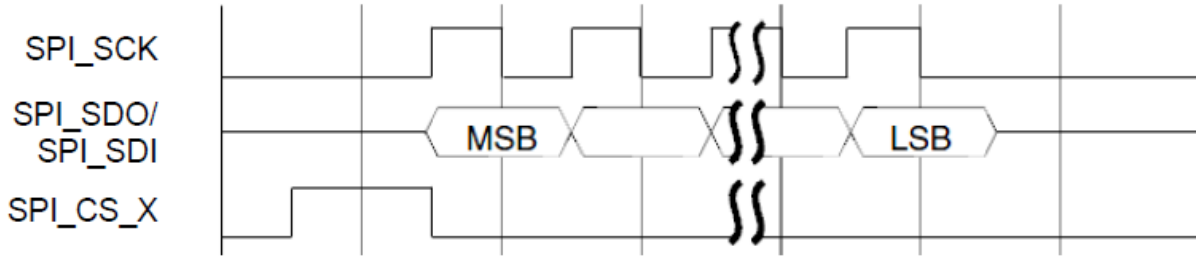 SPI_SCK
SPI_SDO/
SPI_SDI
MSB
LSB
SPI_CS_X